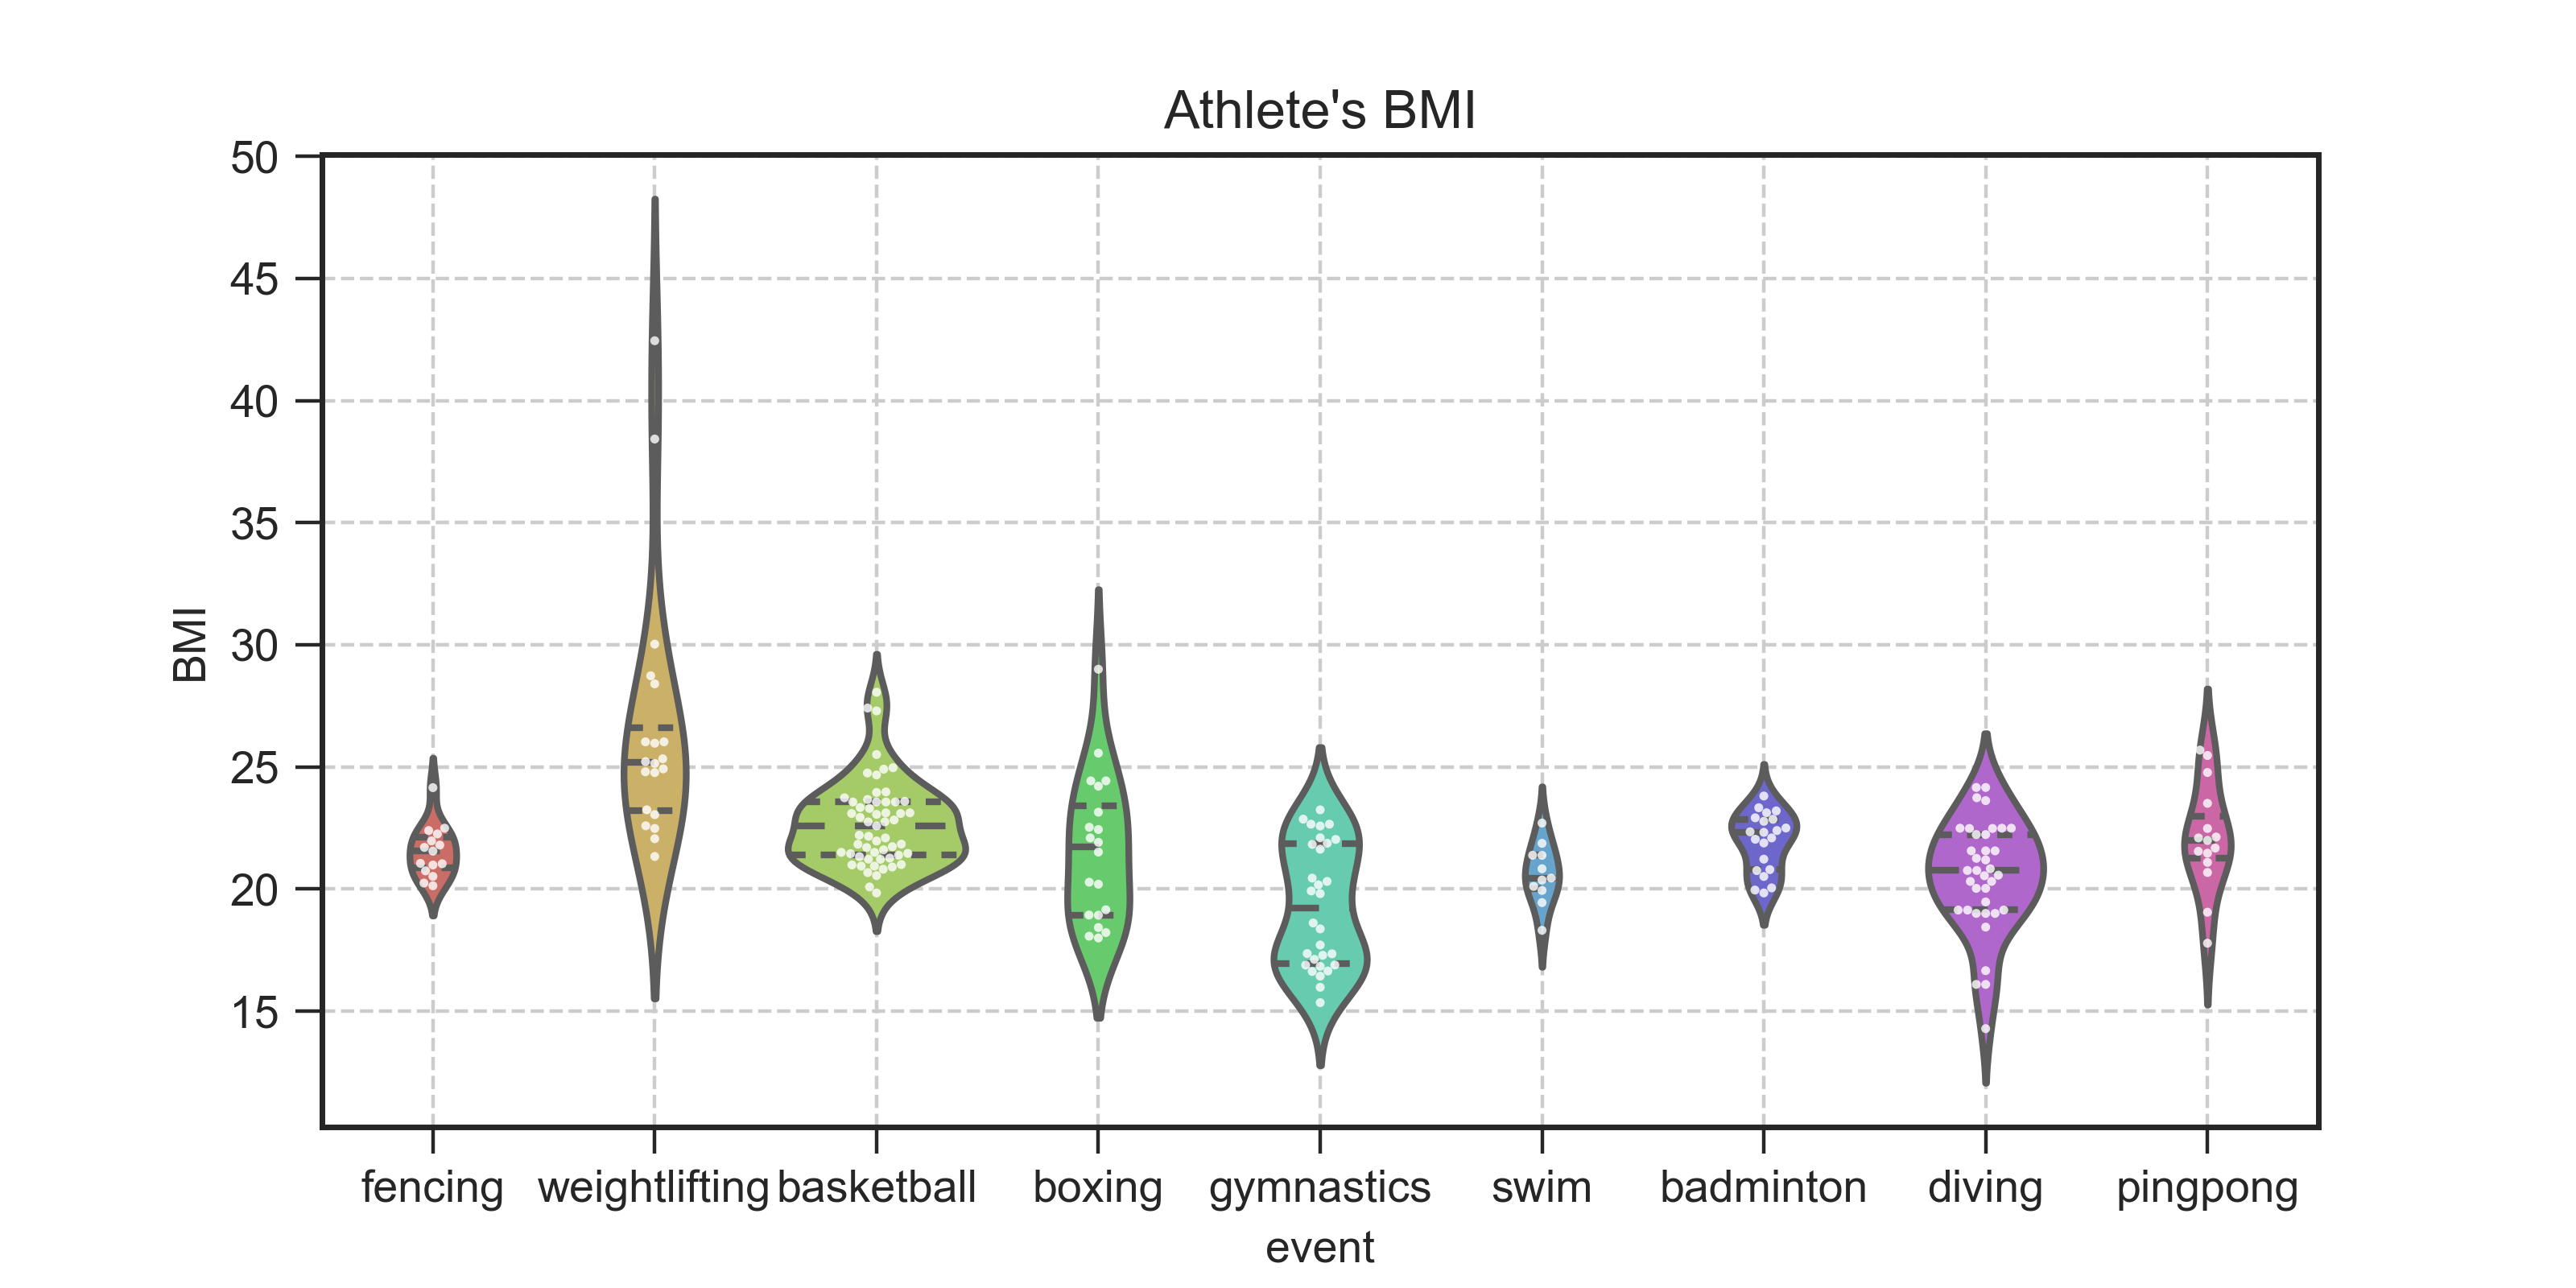 Athlete's BMI
50
45
40
35
30
25
20
15
BMI
fencing weightlifting basketball boxing gymnastics swim badminton diving pingpong
event